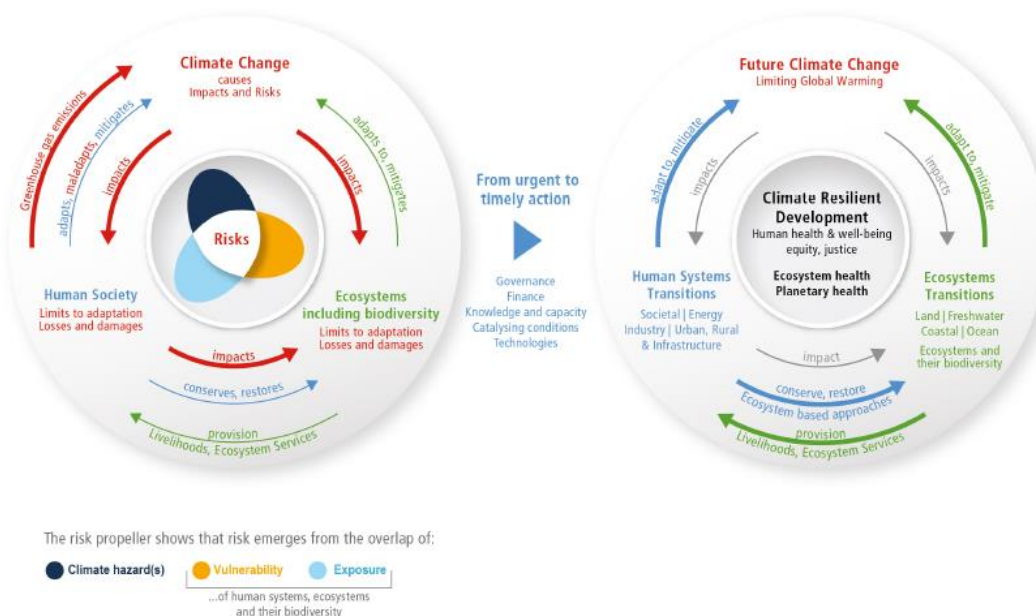 Climate Change
causes
Impacts and Risks
Greenhouse gas emissions
adapts, maladapts, mitigates
impacts
impacts
adapts to, mitigates
Risks
Human Society
Limits to adaptation
Losses and damages
Ecosystems
including biodiversity
Limits to adaptation
Losses and damages
impacts
conserves, restores
provision
Livelihoods, Ecosystem Services
From urgent to
timely action
Governance
Finance
Knowledge and capacity
Catalysing conditions
Technologies
Future Climate Change
Limiting Global Warming
adapt to, mitigate
impacts
impacts
adapt to, mitigate
Climate Resilient
Development
Human health & well-being
equity, justice
Ecosystem health
Planetary health
Human Systems
Transitions
Societal | Energy
Industry | Urban, Rural
& Infrastructure
Ecosystems
Transitions
Land | Freshwater
Coastal | Ocean
Ecosystems and
their biodiversity
impact
conserve, restore
Ecosystem based approaches
provision
Livelihoods, Ecosystem Services
The risk propeller shows that risk emerges from the overlap of:
Climate hazard(s) Vulnerability Exposure
...of human systems, ecosystems
and their biodiversity